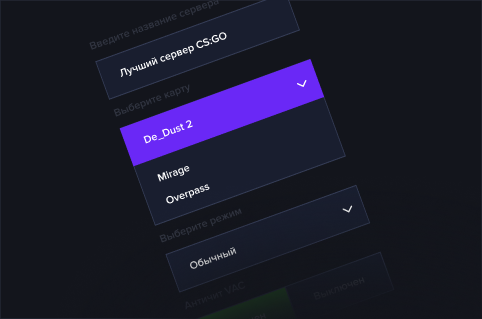 Введите название сервера
Лучший сервер CS:GO
Выберите карту
De_Dust 2
Mirage
Overpass
Выберите режим
Обычный
Античит VAC
Выключен